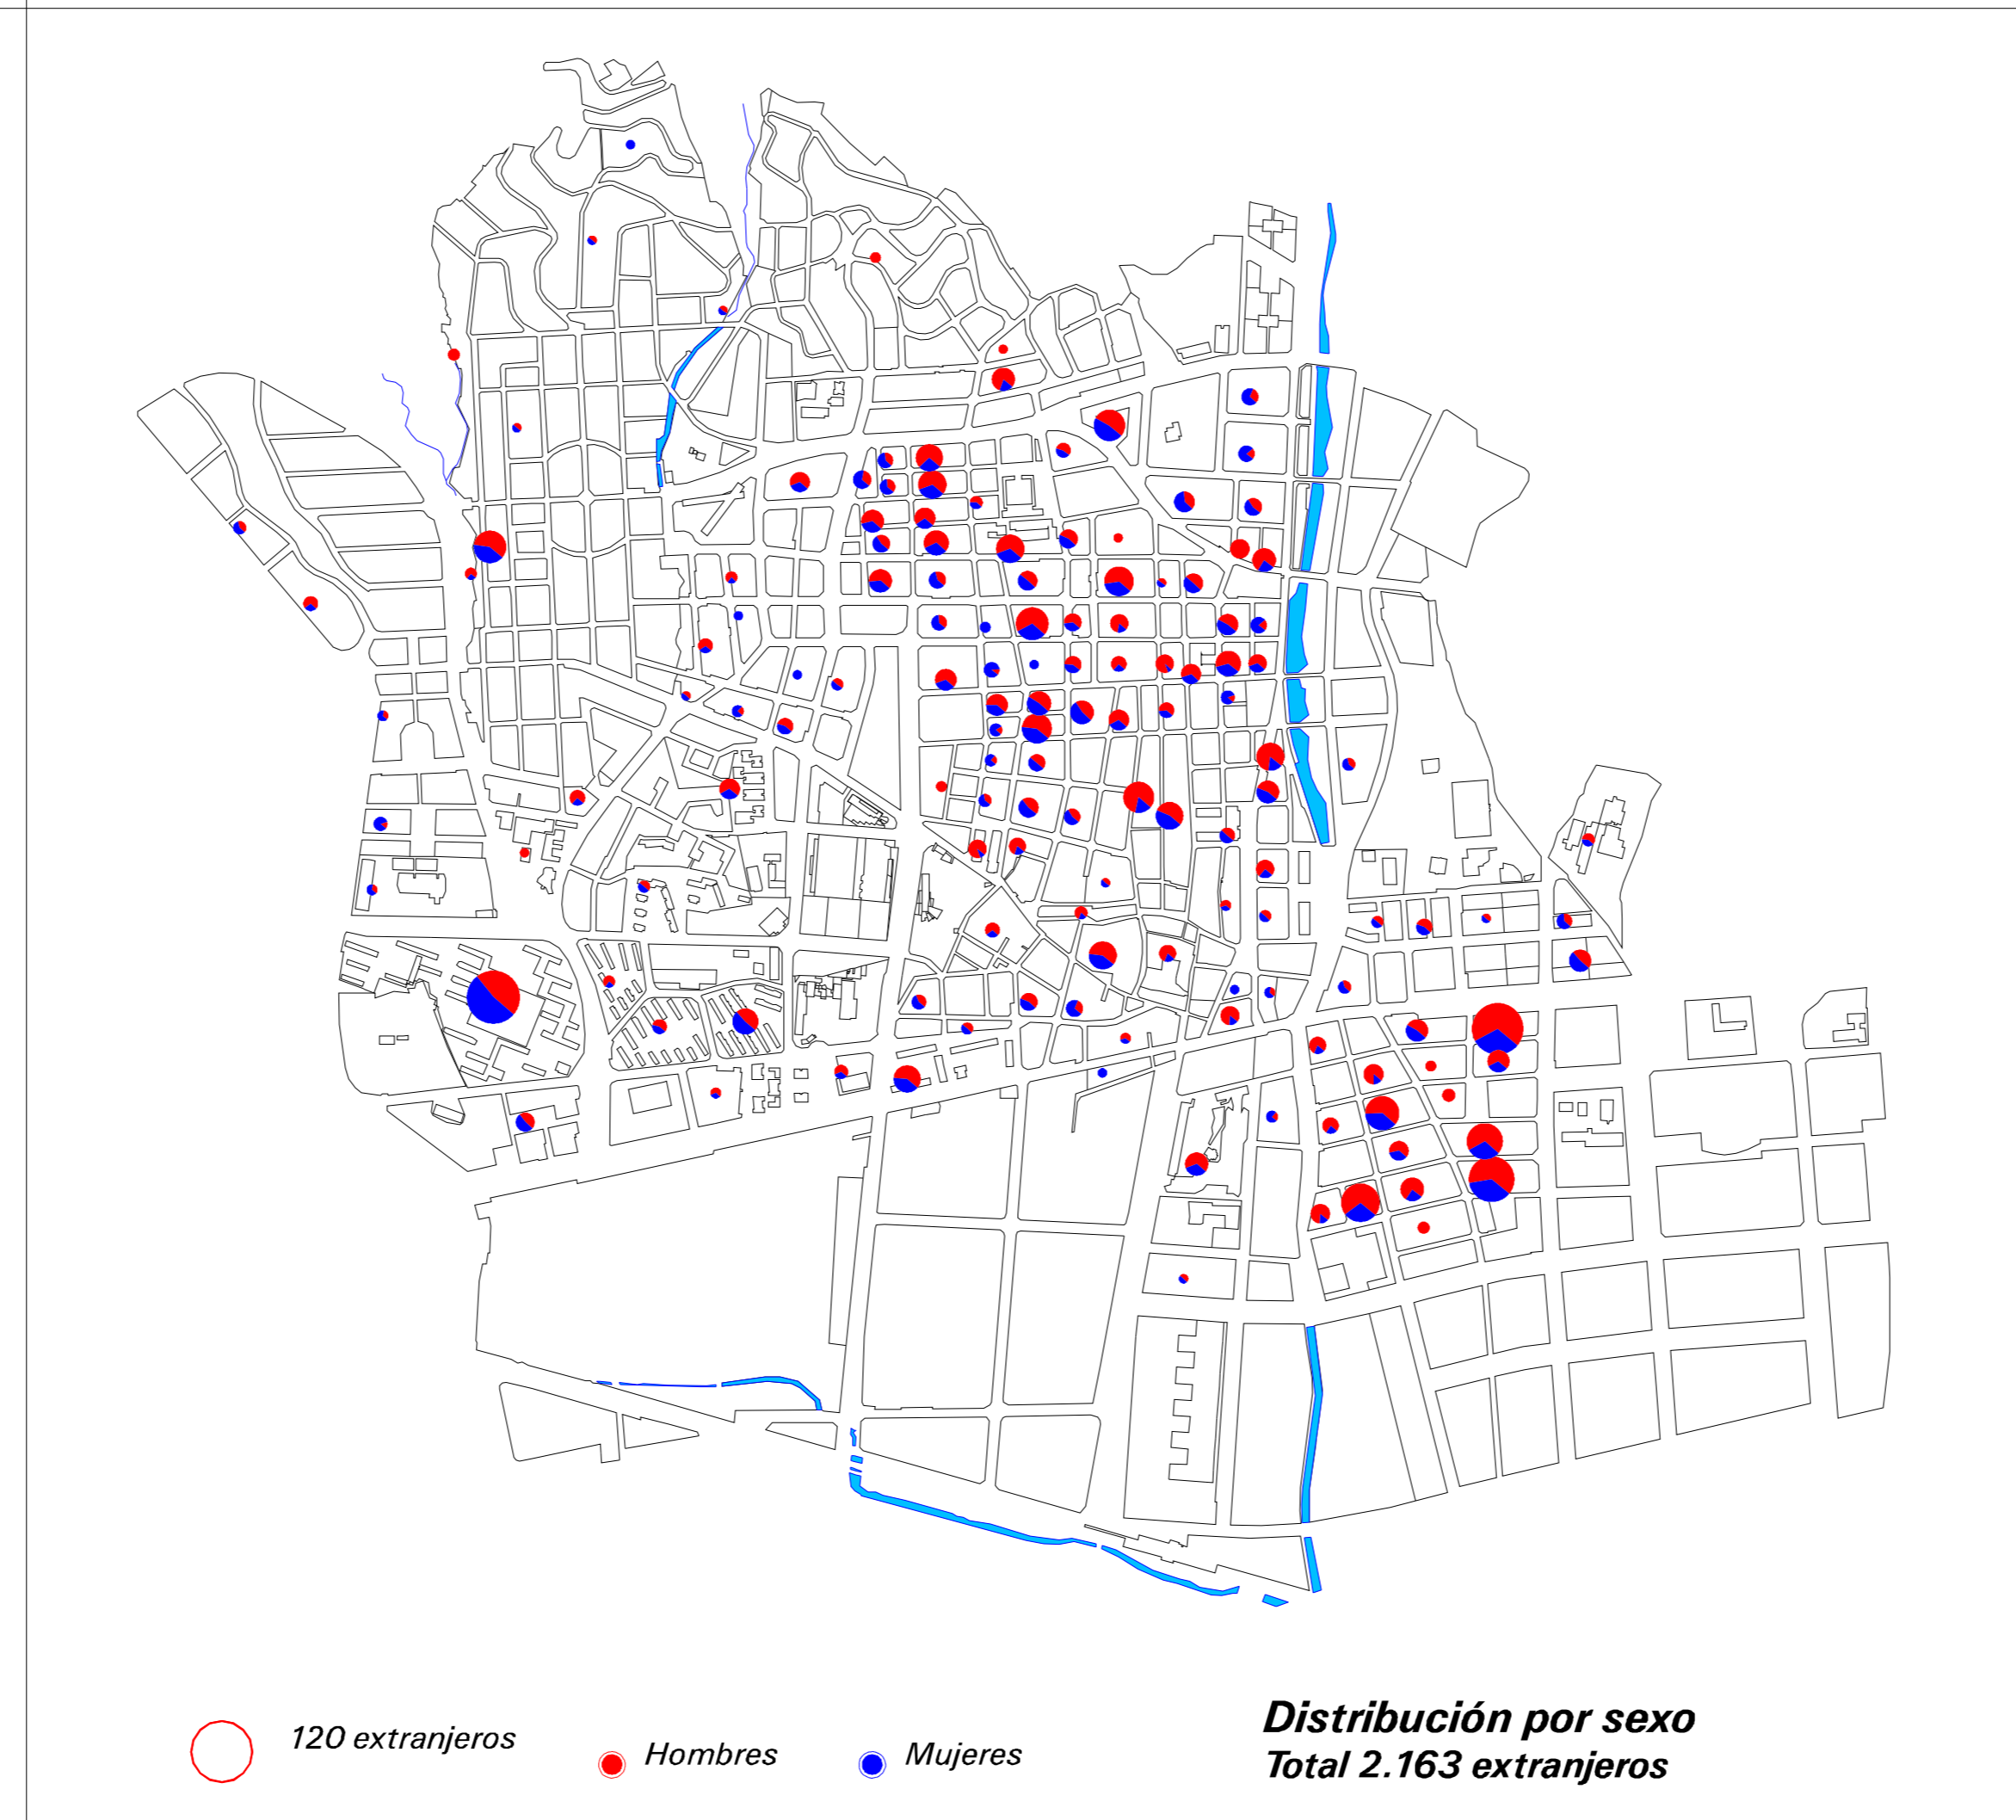 120 extranjeros
Hombres
Mujeres
Distribución por sexo
Total 2.163 extranjeros